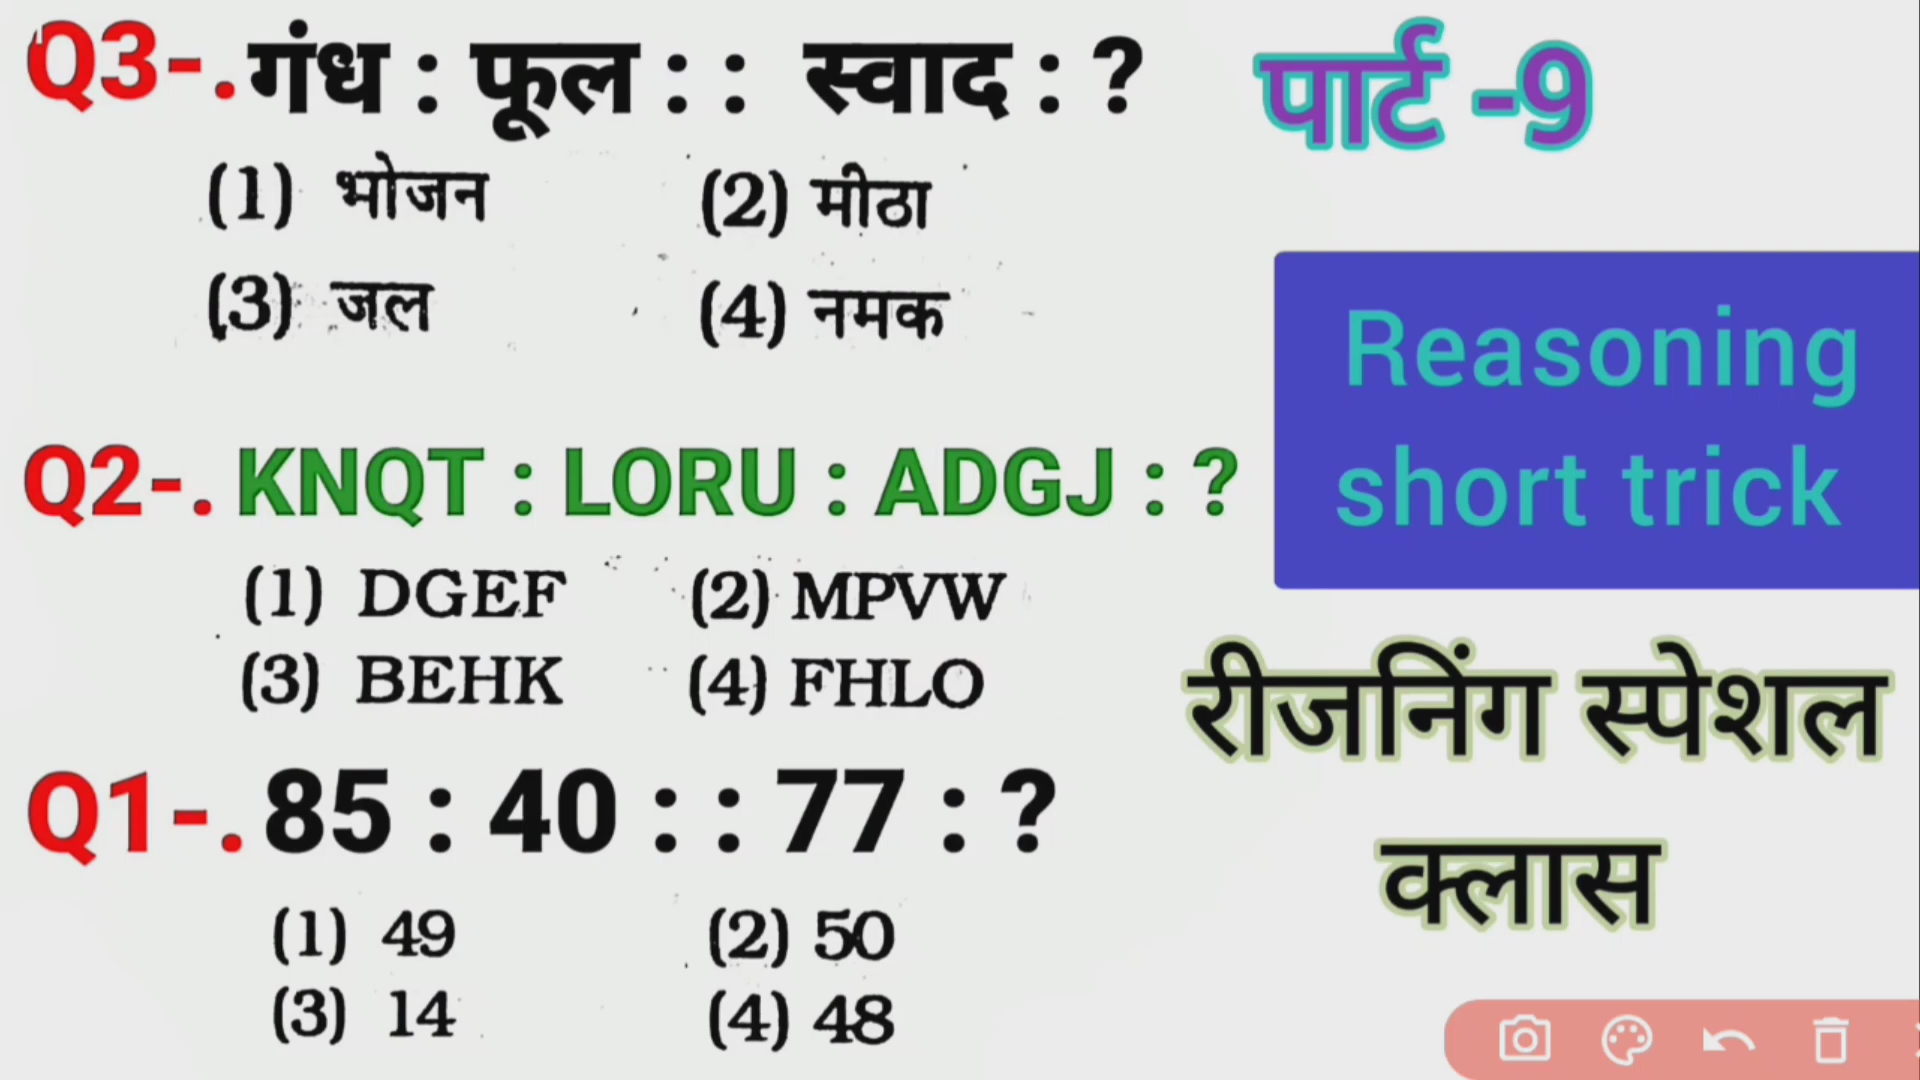 Q3-. गंध : फूल : : स्वाद : ?
(1) भोजन (2) मीठा
(3) जल (4) नमक
Q2-. KNQT : LORU : ADGJ : ?
(1) DGEF (2) MPVW
(3) BEHK (4) FHLO
Q1-. 85 : 40 : : 77 : ?
(1) 49 (2) 50
(3) 14 (4) 48
पार्ट -9
Reasoning
short trick
रीजनिंग स्पेशल
क्लास